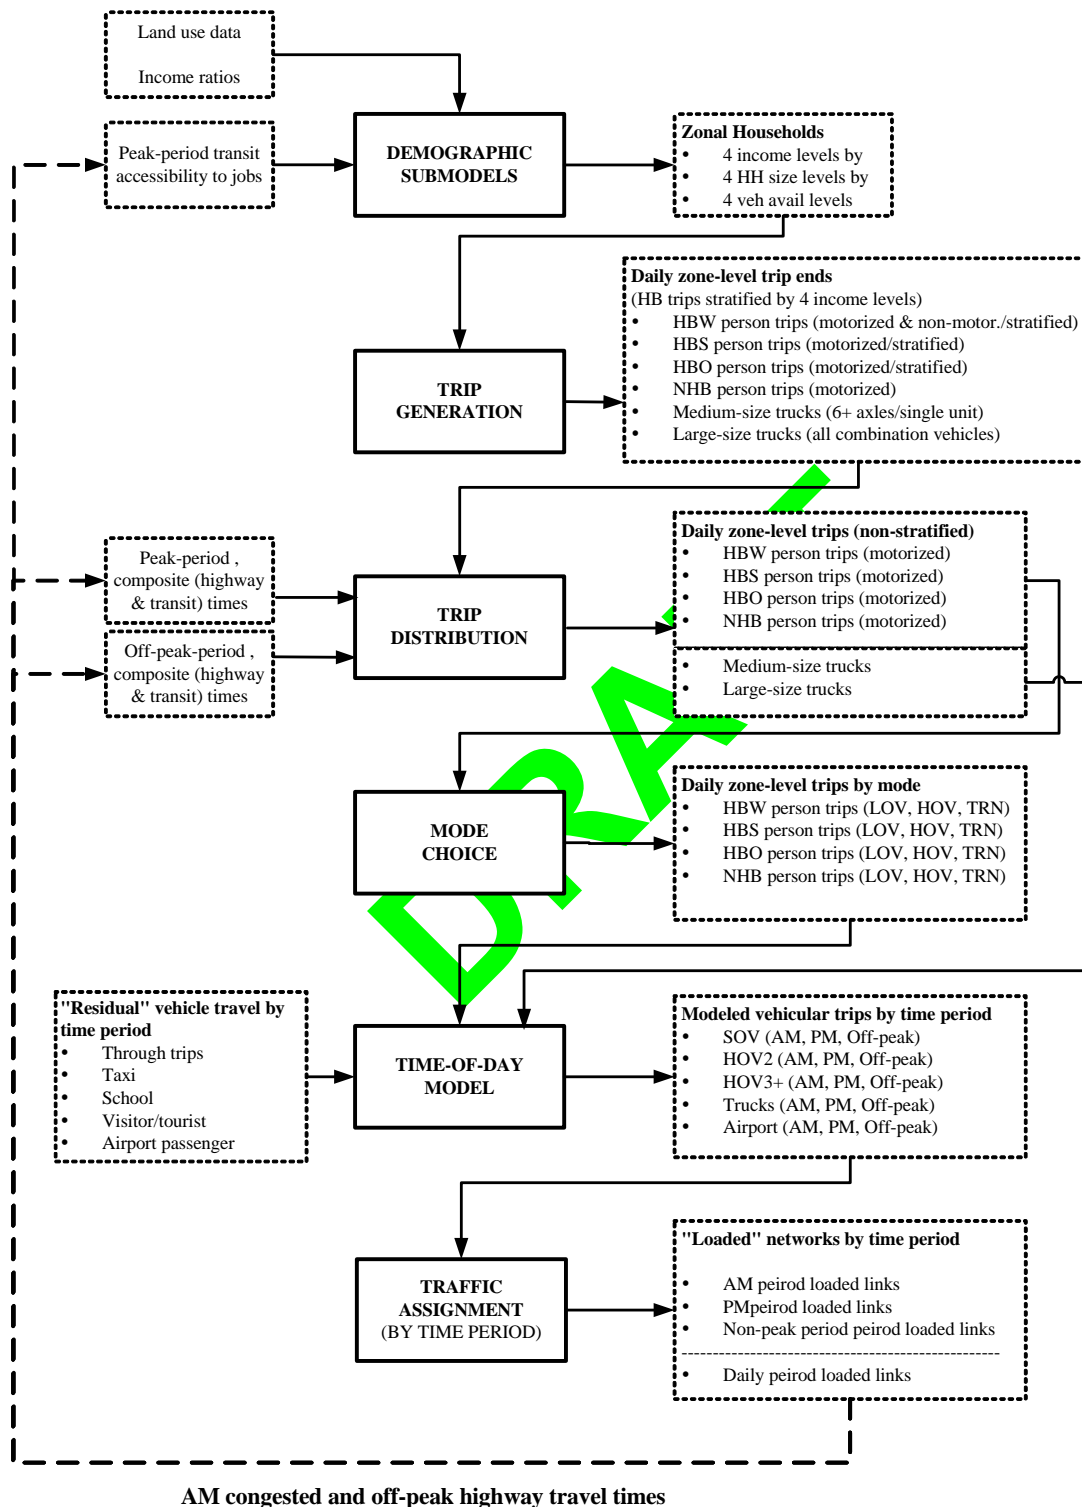 Land use data
Income ratios
Peak-period transit
accessibility to jobs
DEMOGRAPHIC
SUBMODELS
Zonal Households
• 4 income levels by
• 4 HH size levels by
• 4 veh avail levels
Daily zone-level trip ends
(HB trips stratified by 4 income levels)
• HBW person trips (motorized & non-motor./stratified)
• HBS person trips (motorized/stratified)
• HBO person trips (motorized/stratified)
• NHB person trips (motorized)
• Medium-size trucks (6+ axles/single unit)
• Large-size trucks (all combination vehicles)
TRIP
GENERATION
Daily zone-level trips (non-stratified)
• HBW person trips (motorized)
• HBS person trips (motorized)
• HBO person trips (motorized)
• NHB person trips (motorized)
• Medium-size trucks
• Large-size trucks
Peak-period ,
composite (highway
& transit) times
Off-peak-period ,
composite (highway
& transit) times
TRIP
DISTRIBUTION
DRAFT
MODE
CHOICE
Daily zone-level trips by mode
• HBW person trips (LOV, HOV, TRN)
• HBS person trips (LOV, HOV, TRN)
• HBO person trips (LOV, HOV, TRN)
• NHB person trips (LOV, HOV, TRN)
"Residual" vehicle travel by
time period
• Through trips
• Taxi
• School
• Visitor/tourist
• Airport passenger
TIME-OF-DAY
MODEL
Modeled vehicular trips by time period
• SOV (AM, PM, Off-peak)
• HOV2 (AM, PM, Off-peak)
• HOV3+ (AM, PM, Off-peak)
• Trucks (AM, PM, Off-peak)
• Airport (AM, PM, Off-peak)
TRAFFIC
ASSIGNMENT
(BY TIME PERIOD)
"Loaded" networks by time period
• AM peirod loaded links
• PMpeirod loaded links
• Non-peak period peirod loaded links
---------------------------------------------------
• Daily peirod loaded links
AM congested and off-peak highway travel times